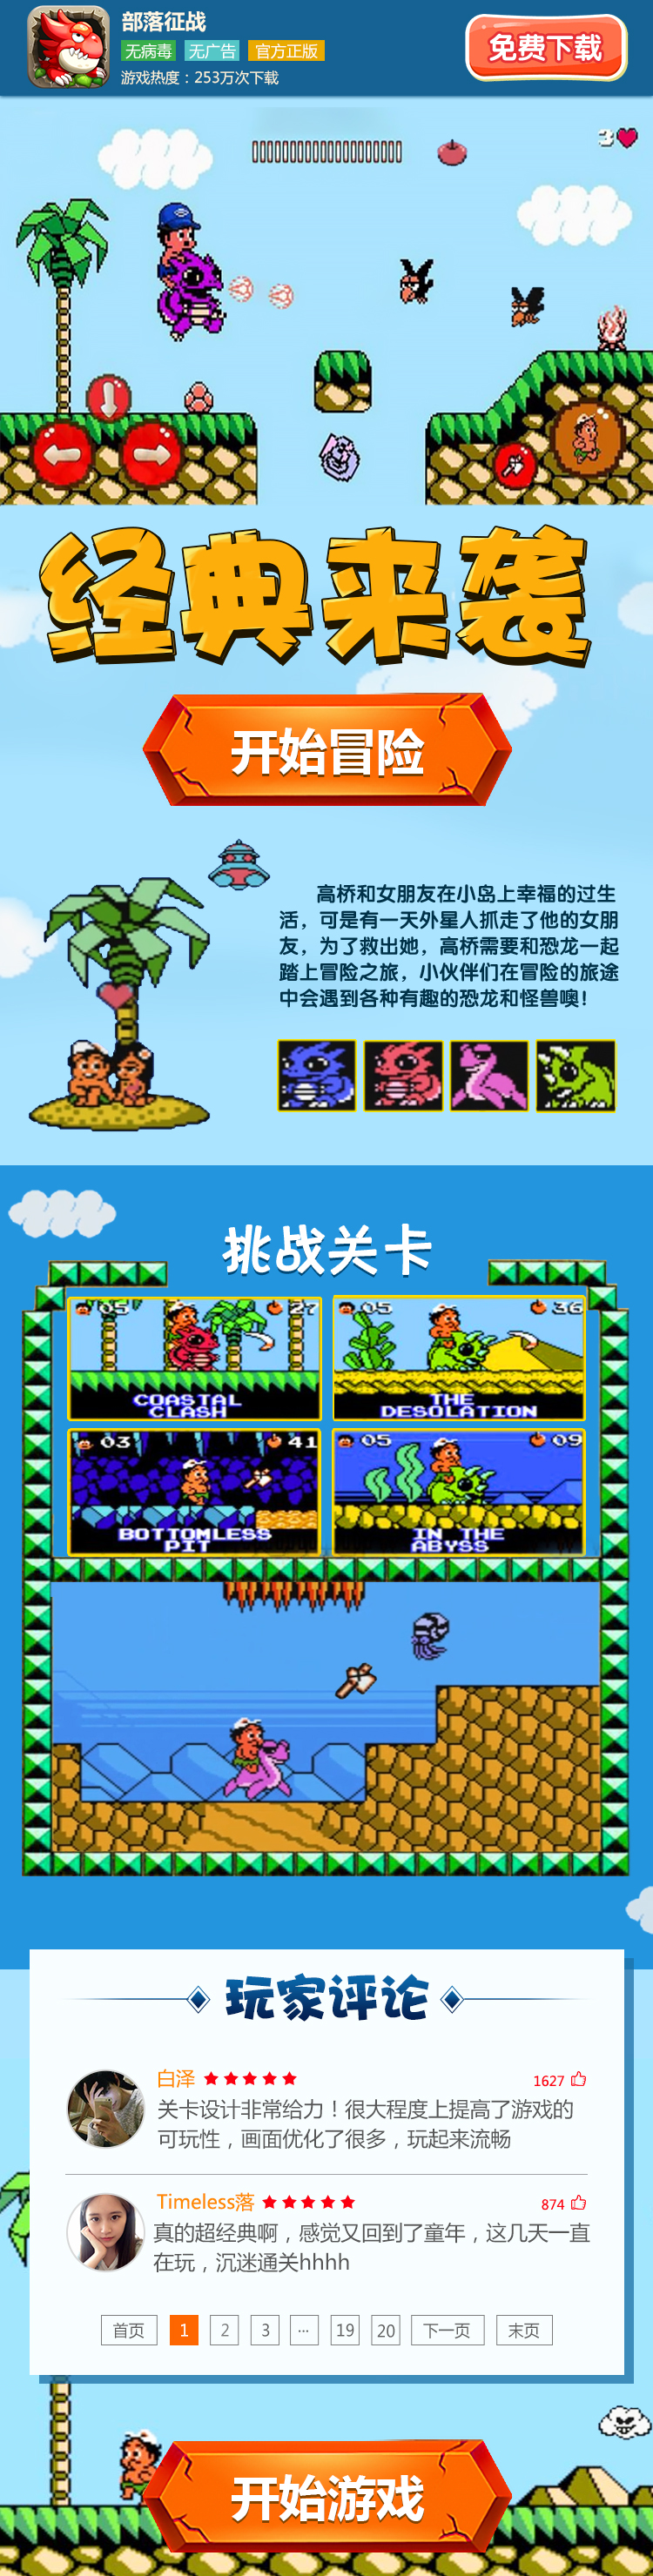 部落征战
无病毒 无广告 官方正版
游戏热度：253万次下载
免费下载
3
经典来袭
开始冒险
高桥和女朋友在小岛上幸福的过生
活，可是有一天外星人抓走了他的女朋
友，为了救出她，高桥需要和恐龙一起
踏上冒险之旅，小伙伴们在冒险的旅途
中会遇到各种有趣的恐龙和怪兽噢！
挑战关卡
05 27
COASTAL
CLASH
05 36
THE
DESOLATION
03 41
BOTTOMLESS
PIT
05 09
IN THE
ABYSS
玩家评论
白泽 ★★★★★ 1627
关卡设计非常给力！很大程度上提高了游戏的
可玩性，画面优化了很多，玩起来流畅
Timeless落 ★★★★★ 874
真的超经典啊，感觉又回到了童年，这几天一直
在玩，沉迷通关hhhh
首页 1 2 3 ... 19 20 下一页 末页
开始游戏